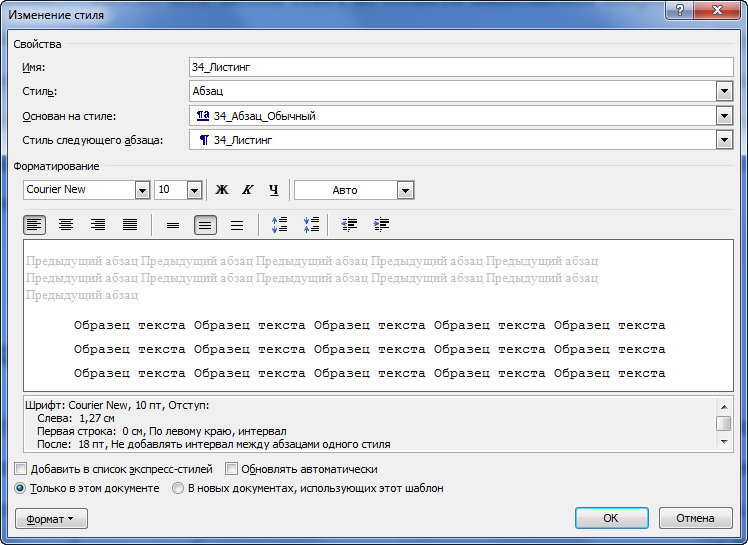 Изменение стиля
Свойства
Имя: 34_Листинг
Стиль: Абзац
Основан на стиле: ¶a 34_Абзац_Обычный
Стиль следующего абзаца: ¶ 34_Листинг
Форматирование
Courier New 10 Ж К Ч Авто
Предыдущий абзац Предыдущий абзац Предыдущий абзац Предыдущий абзац Предыдущий абзац
Предыдущий абзац Предыдущий абзац Предыдущий абзац Предыдущий абзац Предыдущий абзац
Предыдущий абзац
Образец текста Образец текста Образец текста Образец текста Образец текста
Образец текста Образец текста Образец текста Образец текста Образец текста
Образец текста Образец текста Образец текста Образец текста Образец текста
Шрифт: Courier New, 10 пт, Отступ:
Слева: 1,27 см
Первая строка: 0 см, По левому краю, интервал
После: 18 пт, Не добавлять интервал между абзацами одного стиля
Добавить в список экспресс-стилей Обновлять автоматически
Только в этом документе В новых документах, использующих этот шаблон
Формат ОК Отмена